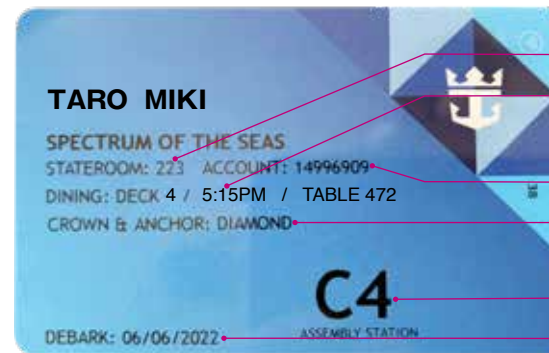 TARO MIKI
SPECTRUM OF THE SEAS
STATEROOM: 223 ACCOUNT: 14996909
DINING: DECK 4 / 5:15PM / TABLE 472
CROWN & ANCHOR: DIAMOND
C4
ASSEMBLY STATION
DEBARK: 06/06/2022
38